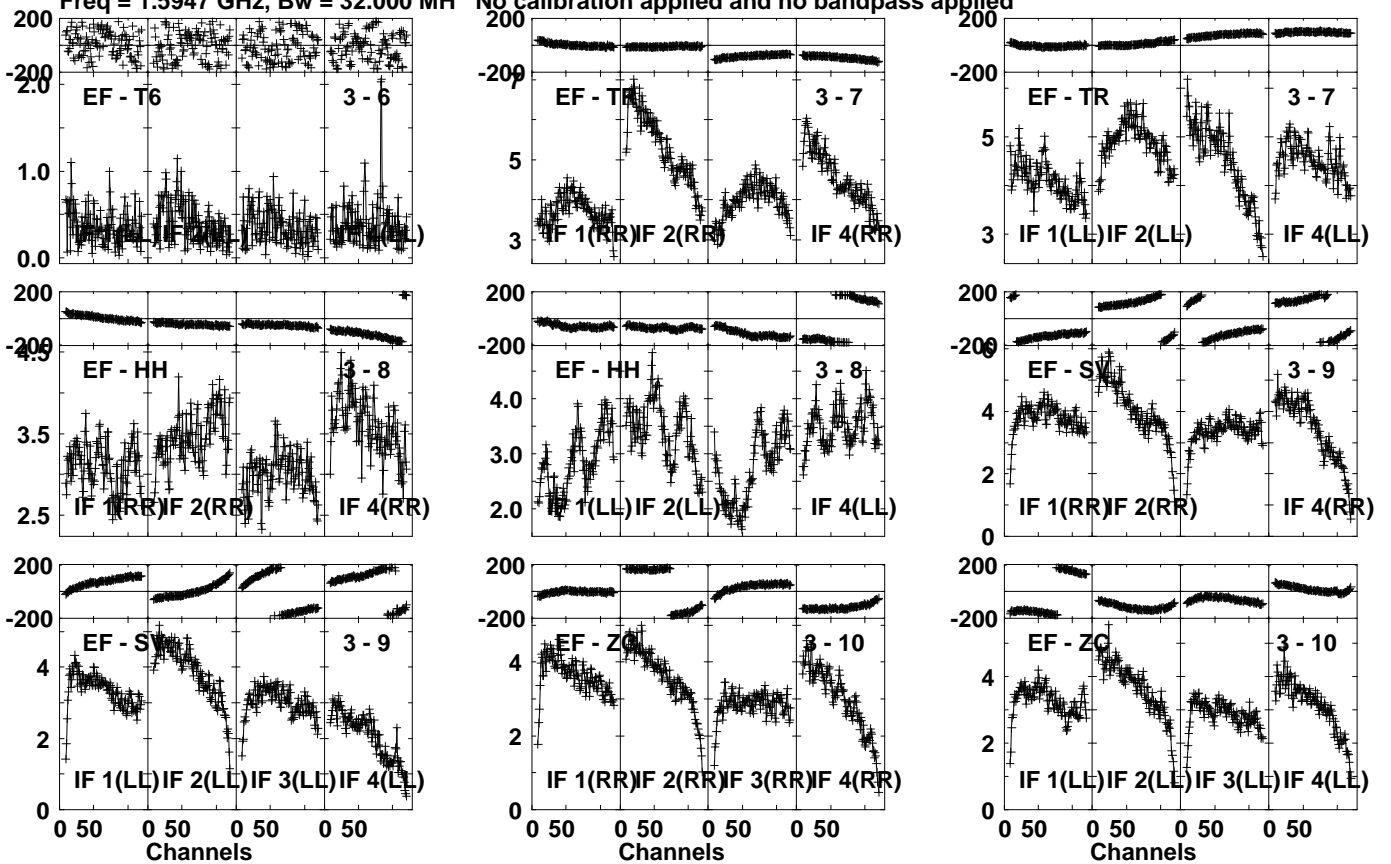 Freq = 1.5947 GHz, Bw = 32.000 MH No calibration applied and no bandpass applied
200
-200
2.0
1.0
0.0
EF - T6
3 - 6
IF 2(LL)
IF 4(LL)
200
-200
7
5
3
EF - TR
3 - 7
IF 1(RR)
IF 2(RR)
IF 4(RR)
200
-200
5
3
EF - TR
3 - 7
IF 1(LL)
IF 2(LL)
IF 4(LL)
200
-200
4.5
3.5
2.5
EF - HH
3 - 8
IF 1(RR)
IF 2(RR)
IF 4(RR)
200
-200
4.0
3.0
2.0
EF - HH
3 - 8
IF 1(LL)
IF 2(LL)
IF 4(LL)
200
-200
6
4
2
0
EF - SV
3 - 9
IF 1(RR)
IF 2(RR)
IF 4(RR)
200
-200
4
2
0
EF - SV
3 - 9
IF 1(LL)
IF 2(LL)
IF 3(LL)
IF 4(LL)
0 50 0 50 0 50 0 50
Channels
200
-200
4
2
0
EF - ZC
3 - 10
IF 1(RR)
IF 2(RR)
IF 3(RR)
IF 4(RR)
0 50 0 50 0 50 0 50
Channels
200
-200
4
2
0
EF - ZC
3 - 10
IF 1(LL)
IF 2(LL)
IF 3(LL)
IF 4(LL)
0 50 0 50 0 50 0 50
Channels